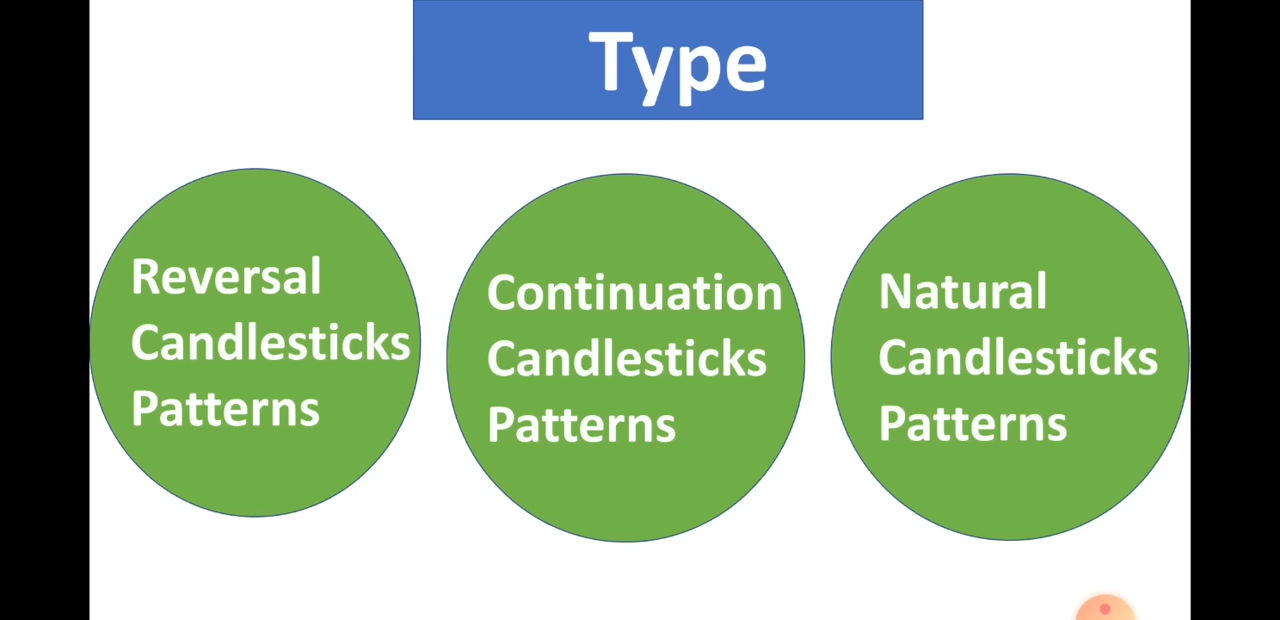 Type
Reversal
Candlesticks
Patterns
Continuation
Candlesticks
Patterns
Natural
Candlesticks
Patterns